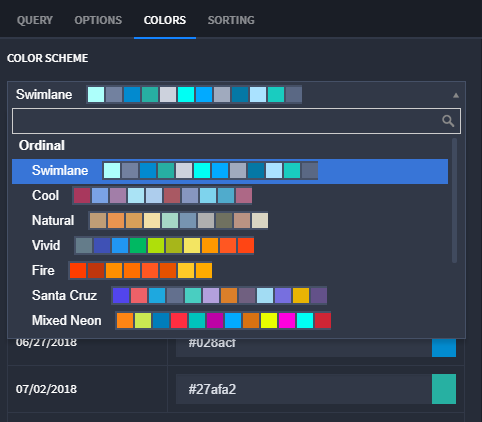 QUERY OPTIONS COLORS SORTING
COLOR SCHEME
Swimlane
Ordinal
Swimlane
Cool
Natural
Vivid
Fire
Santa Cruz
Mixed Neon
06/27/2018 #028acf
07/02/2018 #27afa2